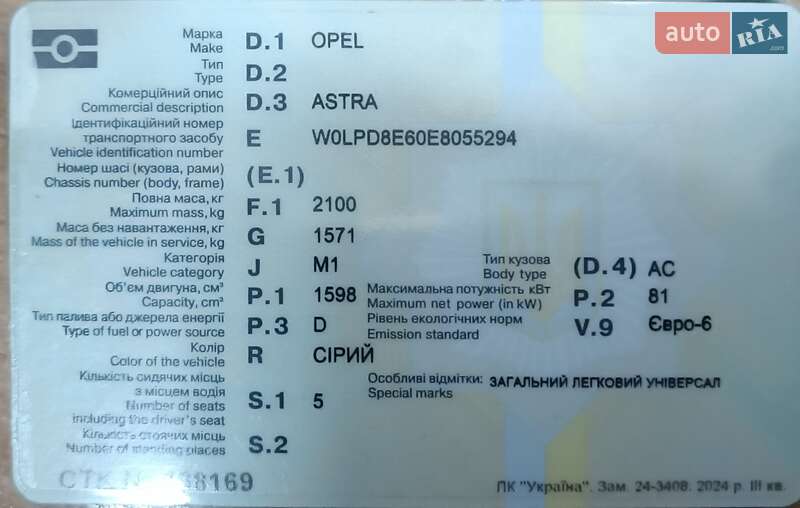 auto RIA .com
Марка D.1 OPEL
Make
Тип D.2
Type
Комерційний опис D.3 ASTRA
Commercial description
Ідентифікаційний номер
транспортного засобу E W0LPD8E60E8055294
Vehicle identification number
Номер шасі (кузова, рами) (E.1)
Chassis number (body, frame)
Повна маса, кг F.1 2100
Maximum mass, kg
Маса без навантаження, кг G 1571
Mass of the vehicle in service, kg
Категорія J M1 Тип кузова (D.4) AC
Vehicle category Body type
Об'єм двигуна, см³ P.1 1598 Максимальна потужність кВт P.2 81
Capacity, cm³ Maximum net power (in kW)
Тип палива або джерела енергії P.3 D Рівень екологічних норм V.9 Євро-6
Type of fuel or power source Emission standard
Колір R СІРИЙ
Color of the vehicle
Кількість сидячих місць Особливі відмітки: ЗАГАЛЬНИЙ ЛЕГКОВИЙ УНІВЕРСАЛ
з місцем водія S.1 5 Special marks
Number of seats
including the driver's seat
Кількість стоячих місць S.2
Number of standing places
ПК "Україна". Зам. 24-3408. 2024 р. III кв.